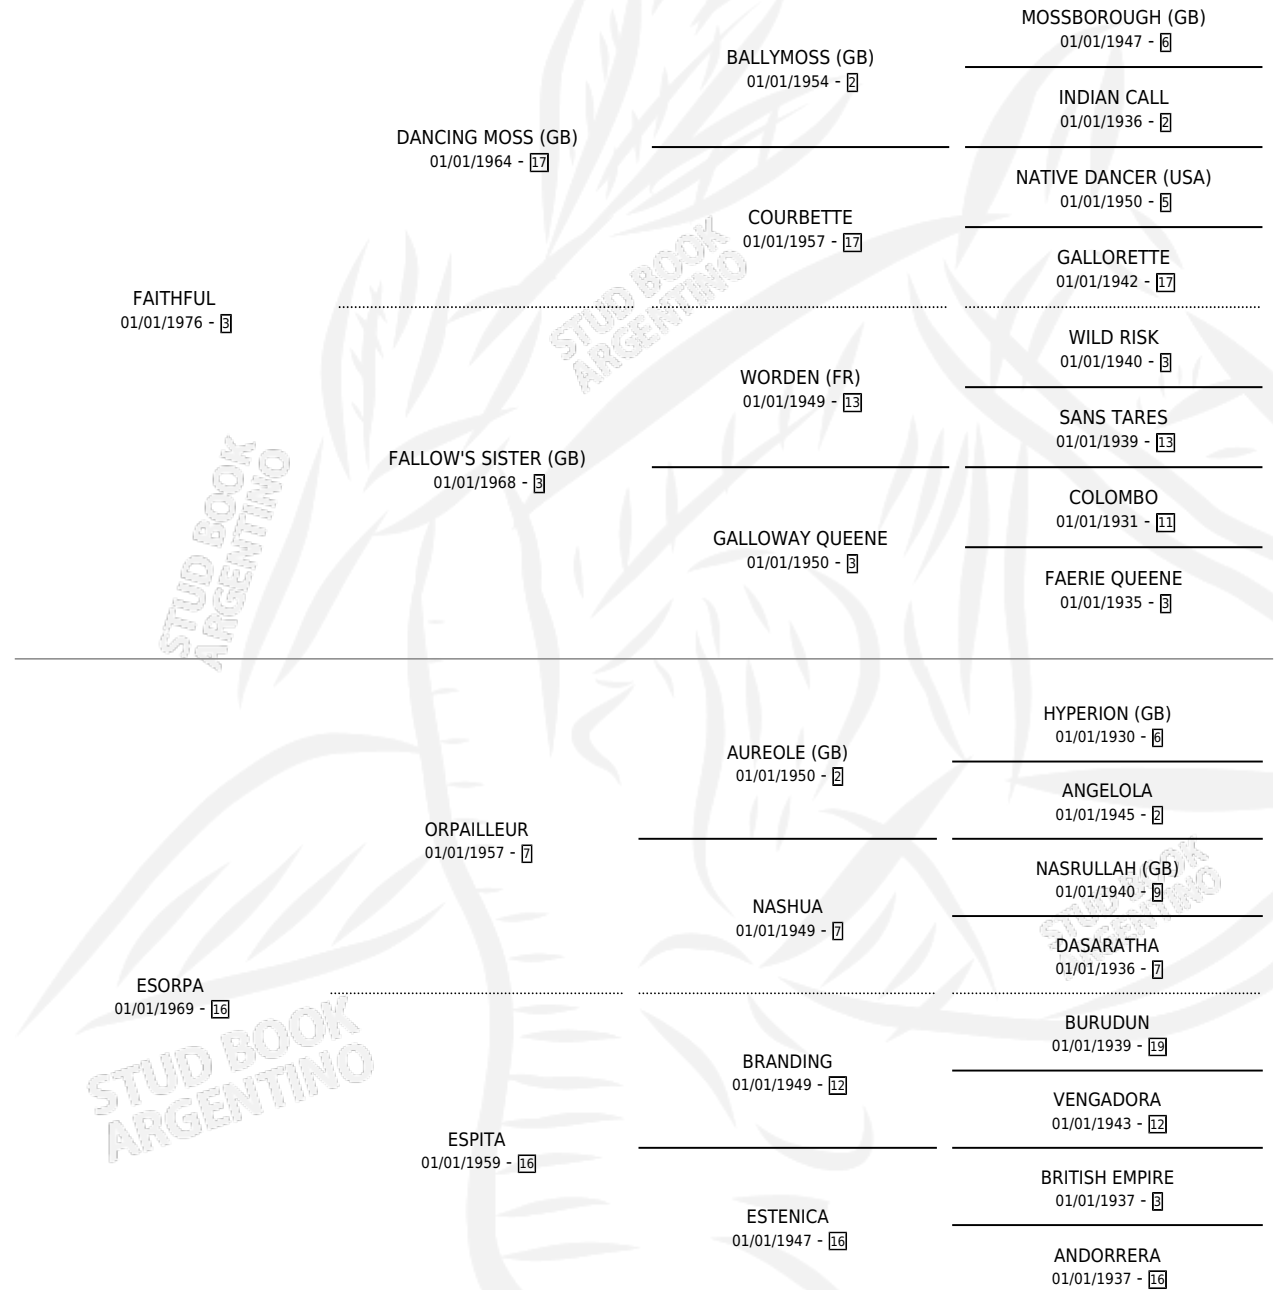 MOSSBOROUGH (GB)
01/01/1947 - 6
BALLYMOSS (GB)
01/01/1954 - 2
INDIAN CALL
01/01/1936 - 2
DANCING MOSS (GB)
01/01/1964 - 17
NATIVE DANCER (USA)
01/01/1950 - 5
COURBETTE
01/01/1957 - 17
GALLORETTE
01/01/1942 - 17
FAITHFUL
01/01/1976 - 3
WILD RISK
01/01/1940 - 3
WORDEN (FR)
01/01/1949 - 13
SANS TARES
01/01/1939 - 13
FALLOW'S SISTER (GB)
01/01/1968 - 3
COLOMBO
01/01/1931 - 11
GALLOWAY QUEENE
01/01/1950 - 3
FAERIE QUEENE
01/01/1935 - 3
HYPERION (GB)
01/01/1930 - 6
AUREOLE (GB)
01/01/1950 - 2
ANGELOLA
01/01/1945 - 2
ORPAILLEUR
01/01/1957 - 7
NASRULLAH (GB)
01/01/1940 - 9
NASHUA
01/01/1949 - 7
DASARATHA
01/01/1936 - 7
ESORPA
01/01/1969 - 16
BURUDUN
01/01/1939 - 19
BRANDING
01/01/1949 - 12
VENGADORA
01/01/1943 - 12
ESPITA
01/01/1959 - 16
BRITISH EMPIRE
01/01/1937 - 3
ESTENICA
01/01/1947 - 16
ANDORRERA
01/01/1937 - 16
STUD BOOK
ARGENTINO
STUD BOOK
ARGENTINO
STUD BOOK
ARGENTINO
STUD BOOK
ARGENTINO